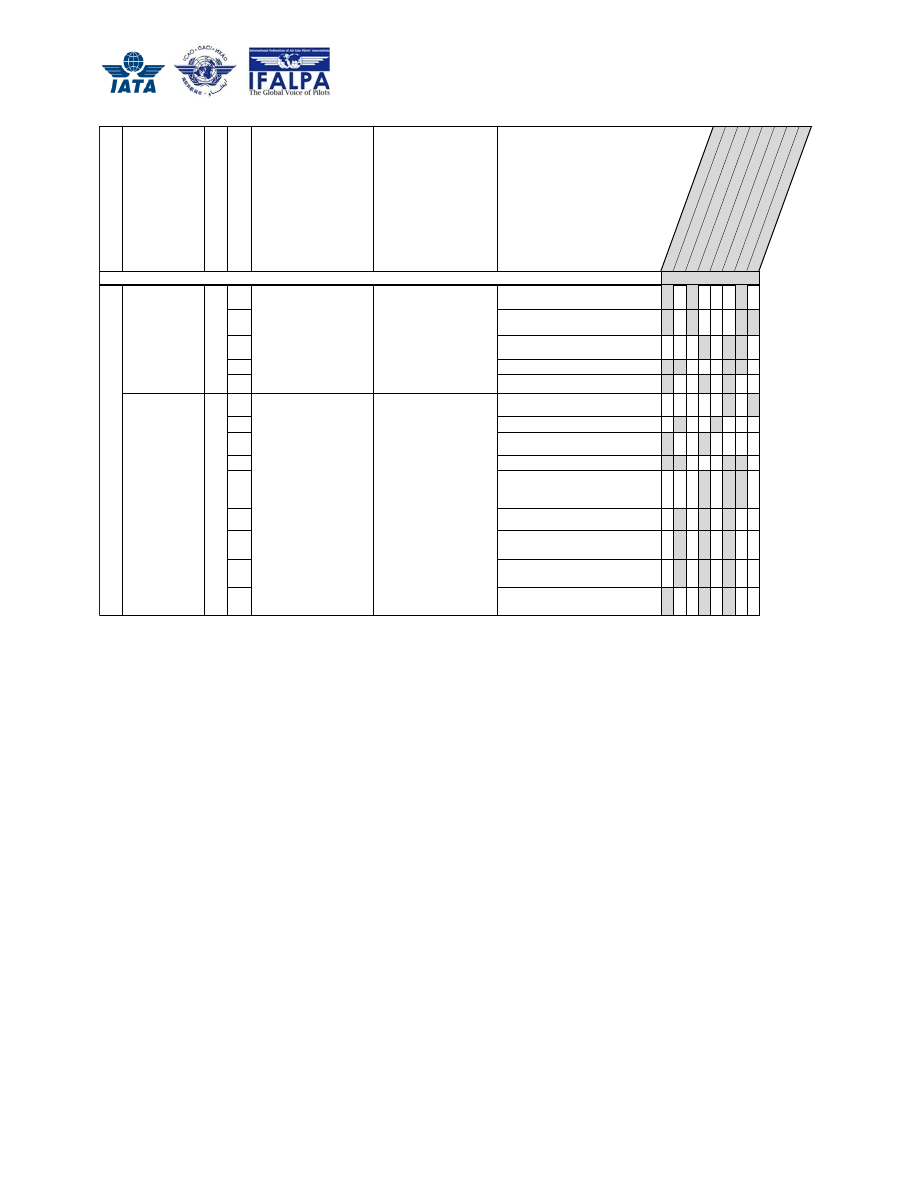 IATA
ICAO · OACI · ИКАО
International Federation of Air Line Pilots' Associations
IFALPA
The Global Voice of Pilots